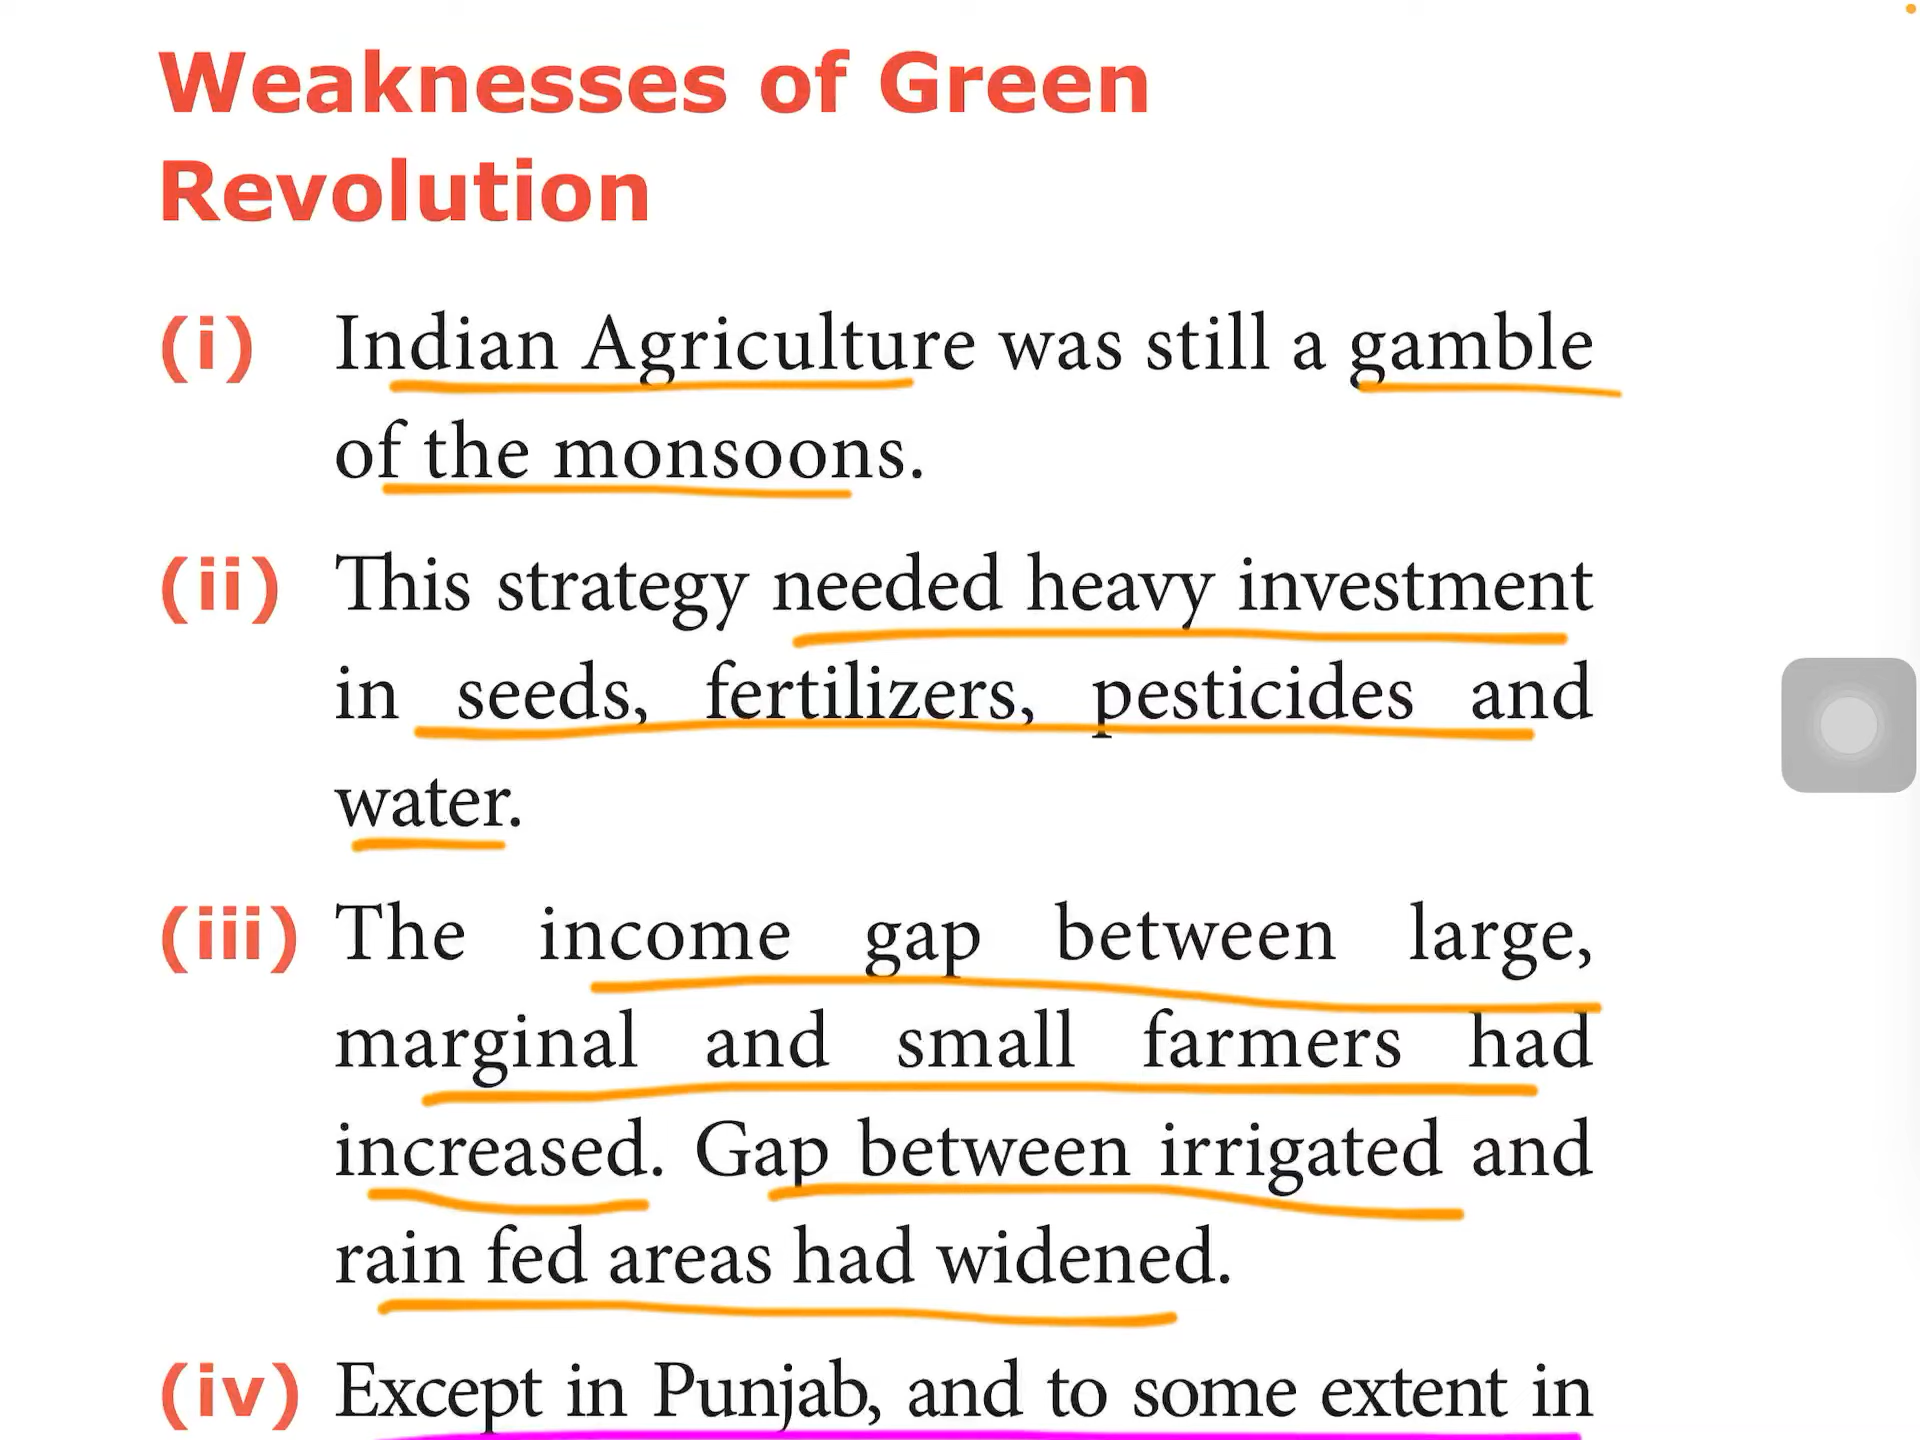 Weaknesses of Green
Revolution
(i) Indian Agriculture was still a gamble
of the monsoons.
(ii) This strategy needed heavy investment
in seeds, fertilizers, pesticides and
water.
(iii) The income gap between large,
marginal and small farmers had
increased. Gap between irrigated and
rain fed areas had widened.
(iv) Except in Punjab, and to some extent in